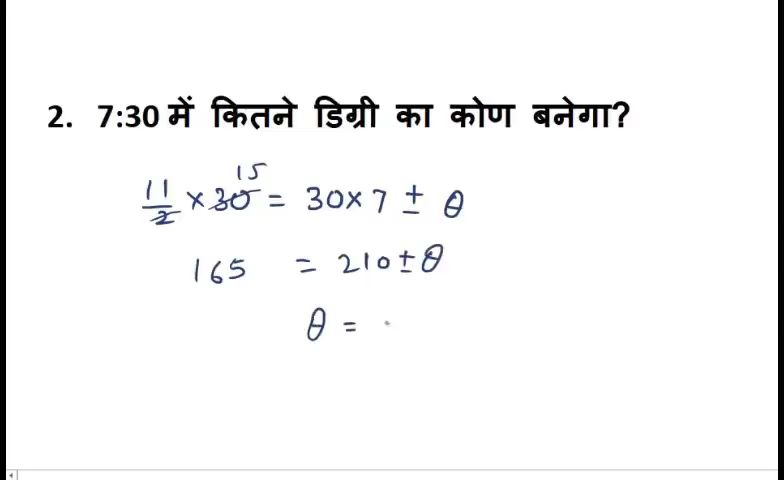 2. 7:30 में कितने डिग्री का कोण बनेगा?
15
11/2 × 30 = 30 × 7 ± θ
165 = 210 ± θ
θ =